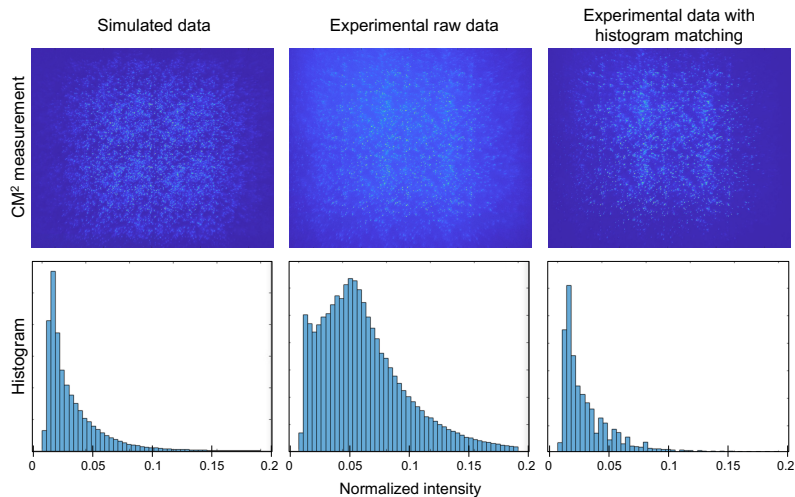 Simulated data
Experimental raw data
Experimental data with
histogram matching
CM² measurement
Histogram
0 0.05 0.1 0.15 0.2
0 0.05 0.1 0.15 0.2
0 0.05 0.1 0.15 0.2
Normalized intensity